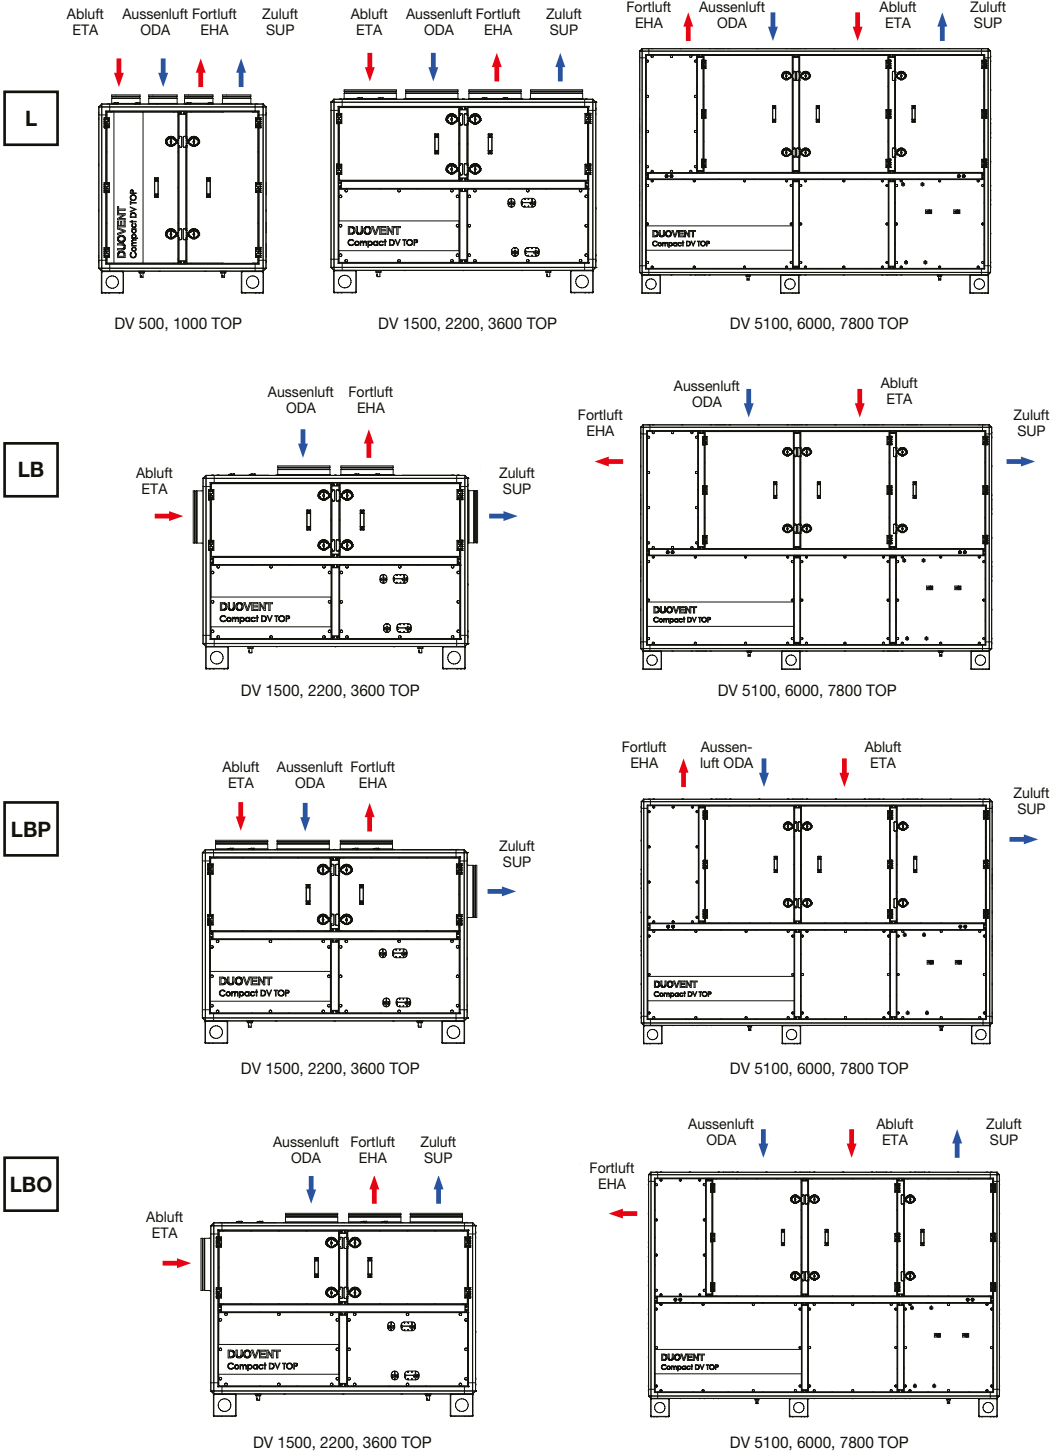 L
Abluft
ETA
Aussenluft
ODA
Fortluft
EHA
Zuluft
SUP
DUOVENT
Compact DV TOP
DV 500, 1000 TOP
Abluft
ETA
Aussenluft
ODA
Fortluft
EHA
Zuluft
SUP
DUOVENT
Compact DV TOP
DV 1500, 2200, 3600 TOP
Fortluft
EHA
Aussenluft
ODA
Abluft
ETA
Zuluft
SUP
DUOVENT
Compact DV TOP
DV 5100, 6000, 7800 TOP
LB
Abluft
ETA
Aussenluft
ODA
Fortluft
EHA
Zuluft
SUP
DUOVENT
Compact DV TOP
DV 1500, 2200, 3600 TOP
Fortluft
EHA
Aussenluft
ODA
Abluft
ETA
Zuluft
SUP
DUOVENT
Compact DV TOP
DV 5100, 6000, 7800 TOP
LBP
Abluft
ETA
Aussenluft
ODA
Fortluft
EHA
Zuluft
SUP
DUOVENT
Compact DV TOP
DV 1500, 2200, 3600 TOP
Fortluft
EHA
Aussen-
luft ODA
Abluft
ETA
Zuluft
SUP
DUOVENT
Compact DV TOP
DV 5100, 6000, 7800 TOP
LBO
Abluft
ETA
Aussenluft
ODA
Fortluft
EHA
Zuluft
SUP
DUOVENT
Compact DV TOP
DV 1500, 2200, 3600 TOP
Fortluft
EHA
Aussenluft
ODA
Abluft
ETA
Zuluft
SUP
DUOVENT
Compact DV TOP
DV 5100, 6000, 7800 TOP